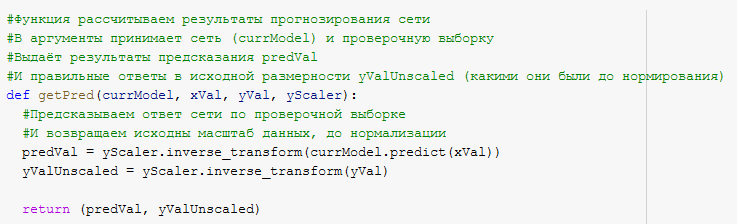 #Функция рассчитываем результаты прогнозирования сети
#В аргументы принимает сеть (currModel) и проверочную выборку
#Выдаёт результаты предсказания predVal
#И правильные ответы в исходной размерности yValUnscaled (какими они были до нормирования)
def getPred(currModel, xVal, yVal, yScaler):
  #Предсказываем ответ сети по проверочной выборке
  #И возвращаем исходны масштаб данных, до нормализации
  predVal = yScaler.inverse_transform(currModel.predict(xVal))
  yValUnscaled = yScaler.inverse_transform(yVal)
  return (predVal, yValUnscaled)